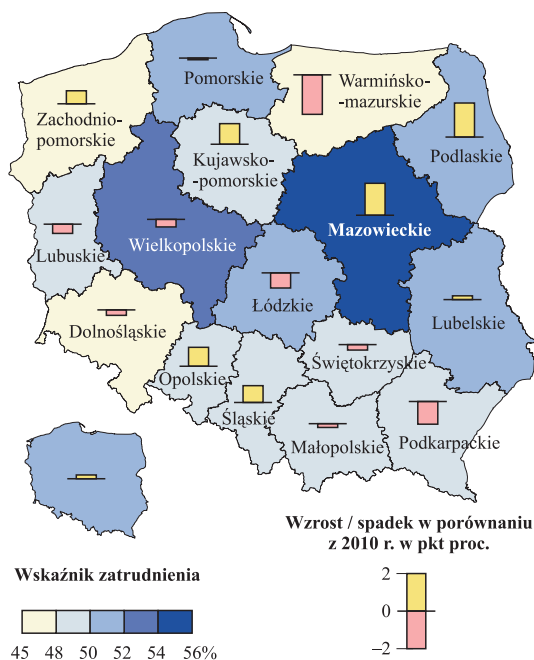 Pomorskie
Warmińsko-
-mazurskie
Zachodnio-
pomorskie
Kujawsko-
-pomorskie
Podlaskie
Mazowieckie
Wielkopolskie
Lubuskie
Łódzkie
Lubelskie
Dolnośląskie
Świętokrzyskie
Opolskie
Śląskie
Małopolskie
Podkarpackie
Wzrost / spadek w porównaniu
z 2010 r. w pkt proc.
2
0
−2
Wskaźnik zatrudnienia
45 48 50 52 54 56%